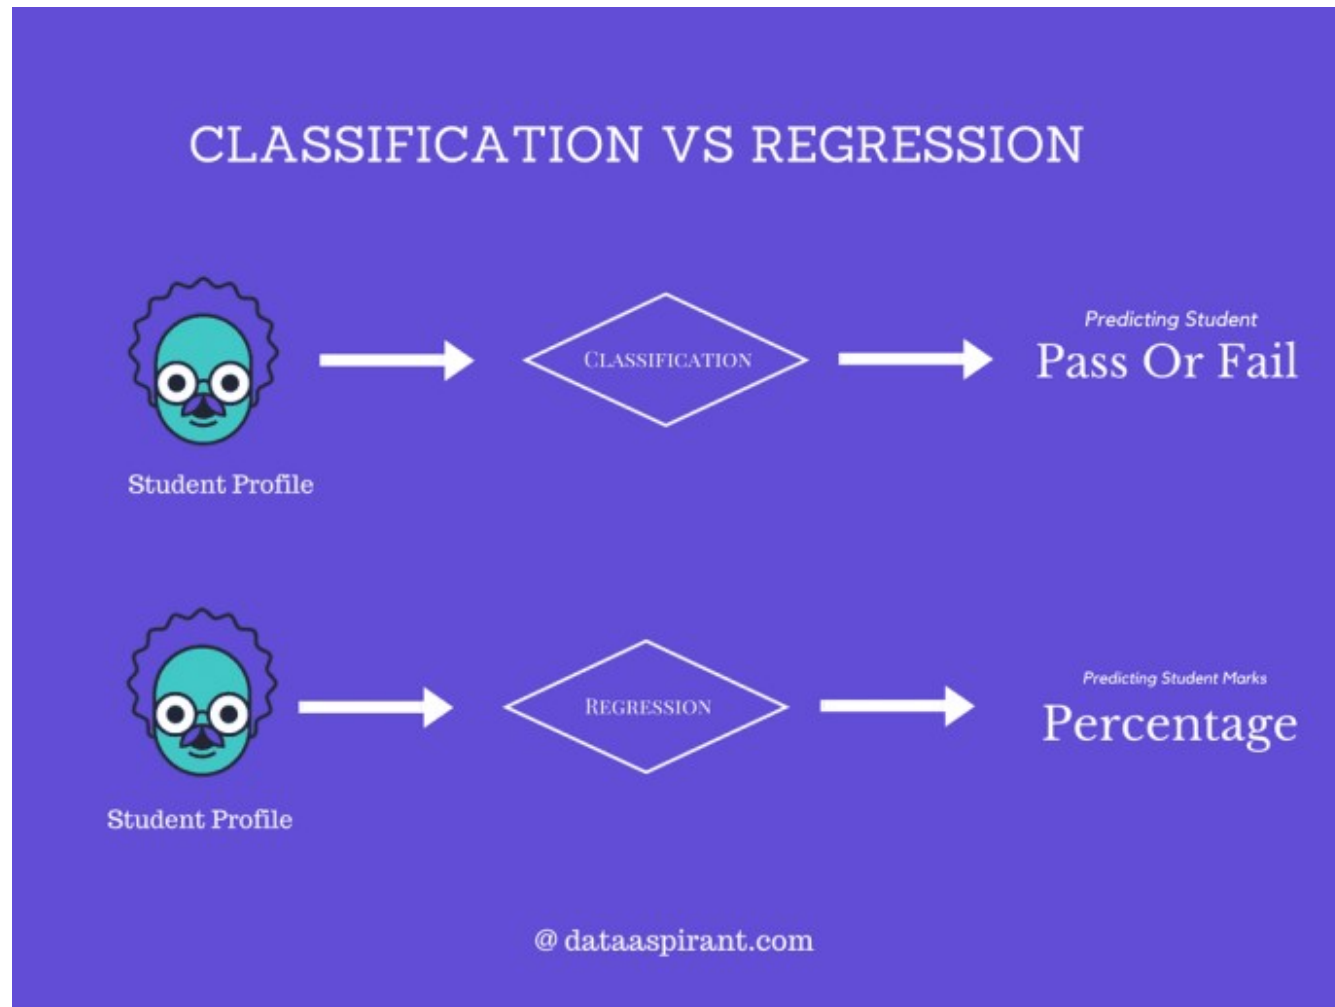 CLASSIFICATION VS REGRESSION
CLASSIFICATION
Predicting Student
Pass Or Fail
Student Profile
REGRESSION
Predicting Student Marks
Percentage
Student Profile
@ dataaspirant.com